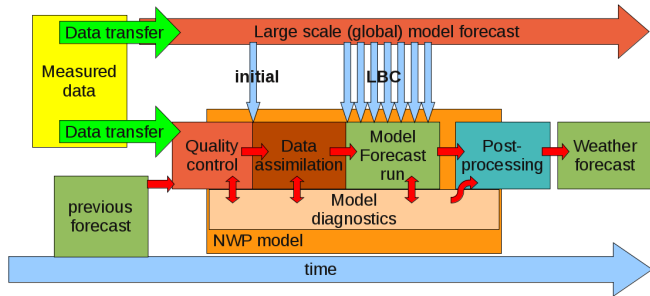 Data transfer
Large scale (global) model forecast
Measured
data
initial
LBC
Data transfer
Quality
control
Data
assimilation
Model
Forecast
run
Post-
processing
Weather
forecast
previous
forecast
Model
diagnostics
NWP model
time